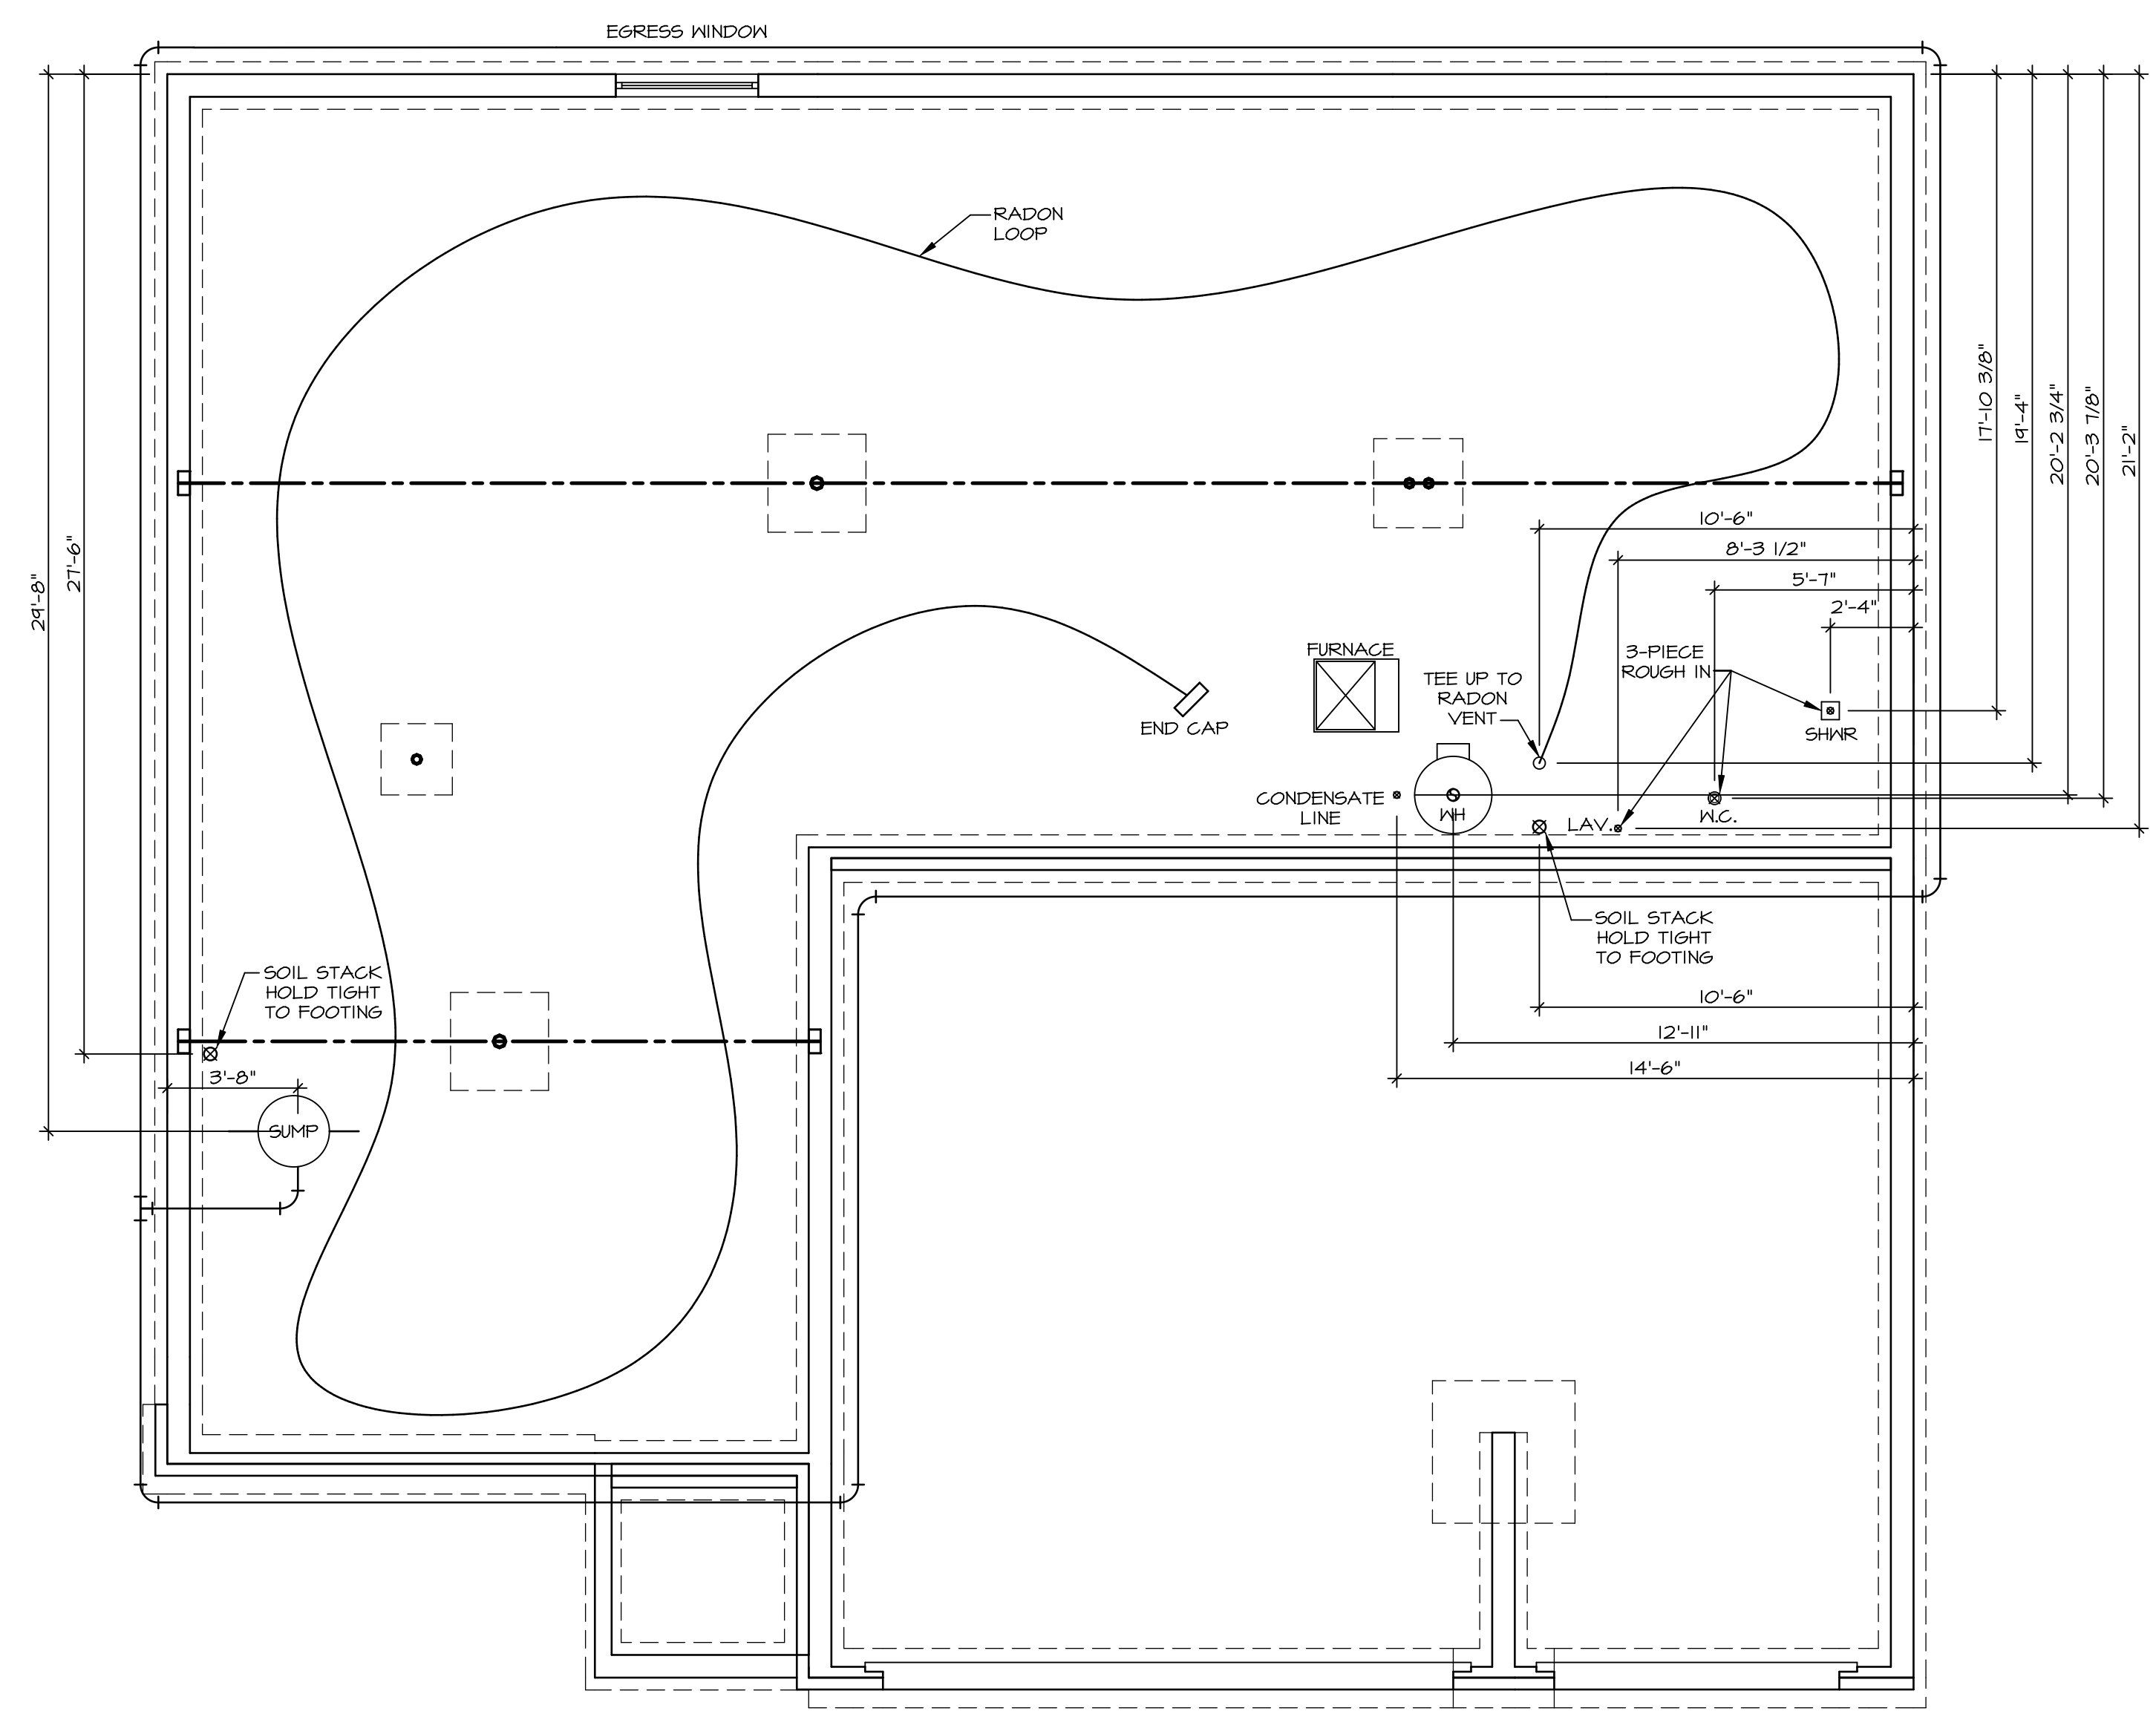 EGRESS WINDOW
RADON
LOOP
17'-10 3/8"
19'-4"
20'-2 3/4"
20'-3 7/8"
21'-2"
29'-8"
27'-6"
10'-6"
8'-3 1/2"
5'-7"
2'-4"
3-PIECE
ROUGH IN
FURNACE
TEE UP TO
RADON
VENT
END CAP
SHWR
CONDENSATE
LINE
WH
LAV.
W.C.
SOIL STACK
HOLD TIGHT
TO FOOTING
SOIL STACK
HOLD TIGHT
TO FOOTING
10'-6"
12'-11"
14'-6"
3'-8"
SUMP